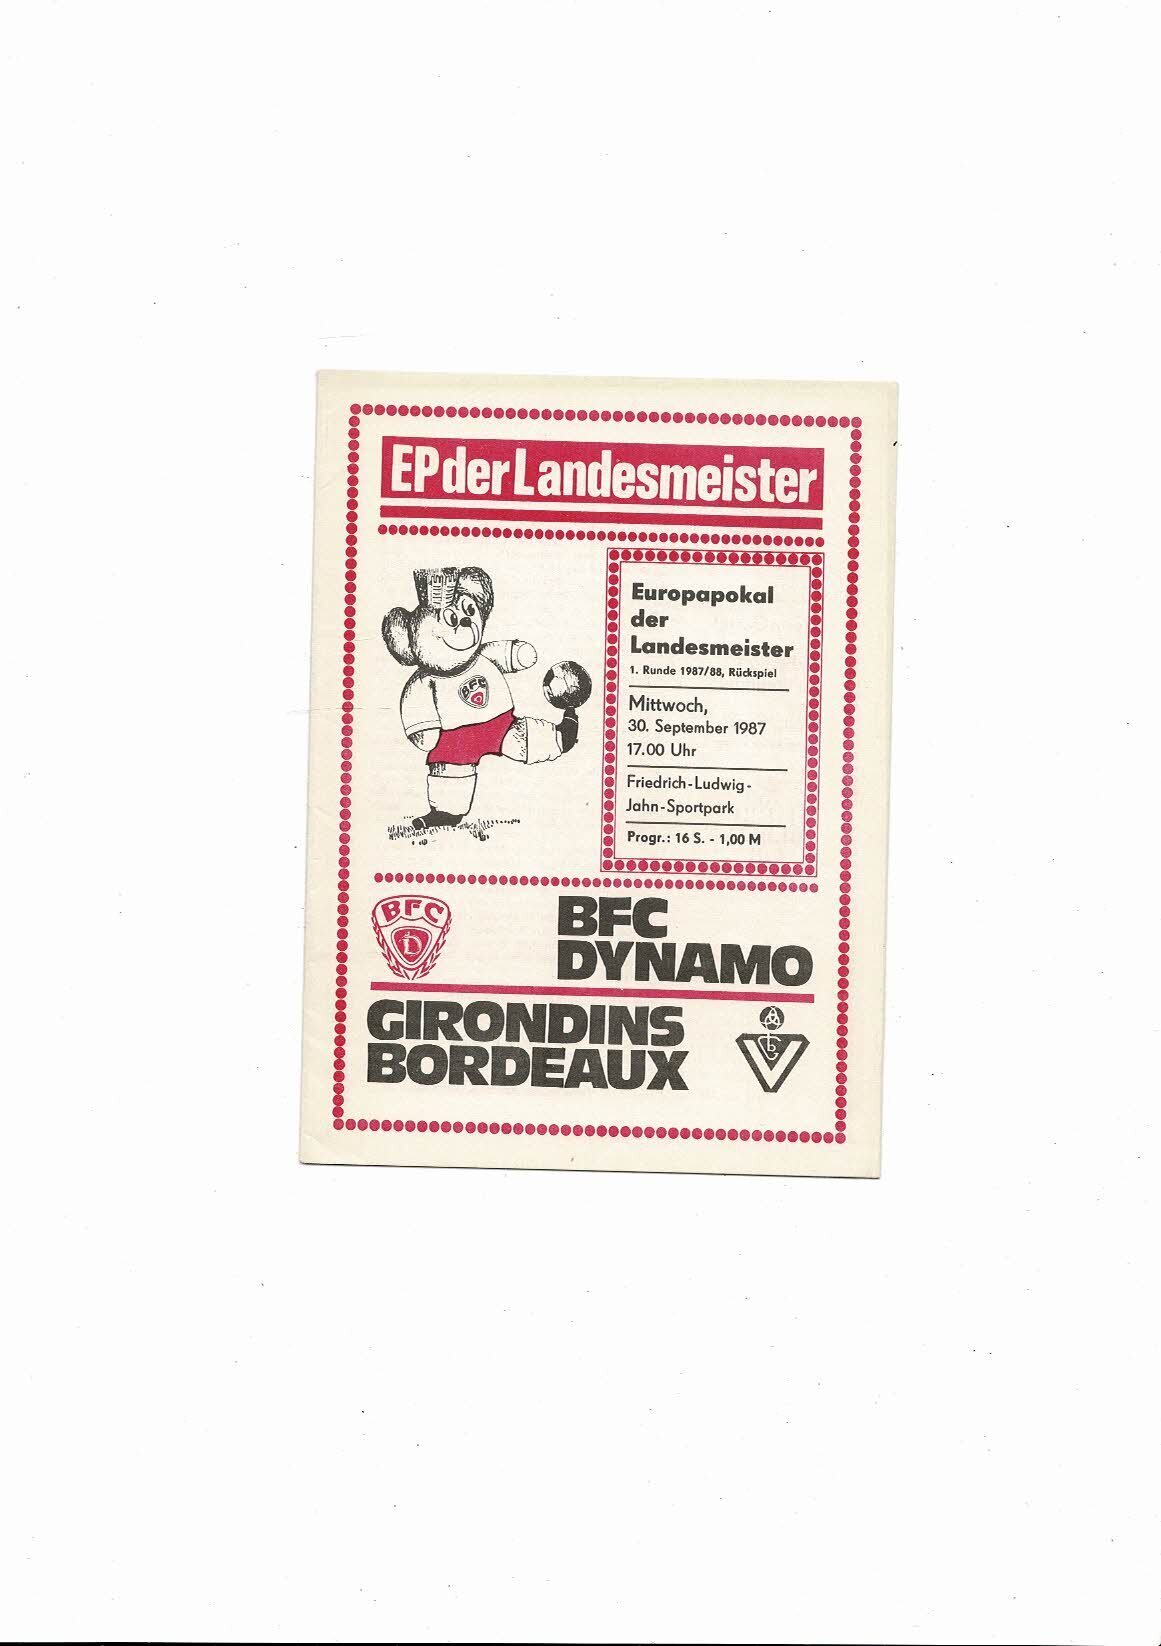 EP der Landesmeister
Europapokal
der
Landesmeister
1. Runde 1987/88, Rückspiel
Mittwoch,
30. September 1987
17.00 Uhr
Friedrich-Ludwig-
Jahn-Sportpark
Progr.: 16 S. - 1,00 M
BFC
BFC
D
BFC
DYNAMO
GIRONDINS
BORDEAUX